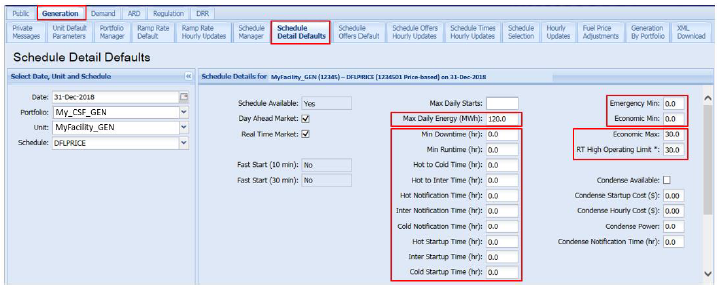 Public Generation Demand ARD Regulation DRR
Private Messages Unit Default Parameters Portfolio Manager Ramp Rate Default Ramp Rate Hourly Updates Schedule Manager Schedule Detail Defaults Schedule Offers Default Schedule Offers Hourly Updates Schedule Times Hourly Updates Schedule Selection Hourly Updates Fuel Price Adjustments Generation By Portfolio XML Download
Schedule Detail Defaults
Select Date, Unit and Schedule «
Date: 31-Dec-2018
Portfolio: My_CSF_GEN
Unit: MyFacility_GEN
Schedule: DFLPRICE
Schedule Details for MyFacility_GEN (12345) -- DFLPRICE (1234501 Price-based) on 31-Dec-2018
Schedule Available: Yes
Day Ahead Market:
Real Time Market:
Fast Start (10 min): No
Fast Start (30 min): No
Max Daily Starts:
Max Daily Energy (MWh): 120.0
Min Downtime (hr): 0.0
Min Runtime (hr): 0.0
Hot to Cold Time (hr): 0.0
Hot to Inter Time (hr): 0.0
Hot Notification Time (hr): 0.0
Inter Notification Time (hr): 0.0
Cold Notification Time (hr): 0.0
Hot Startup Time (hr): 0.0
Inter Startup Time (hr): 0.0
Cold Startup Time (hr): 0.0
Emergency Min: 0.0
Economic Min: 0.0
Economic Max: 30.0
RT High Operating Limit *: 30.0
Condense Available:
Condense Startup Cost ($): 0.00
Condense Hourly Cost ($): 0.00
Condense Power: 0.0
Condense Notification Time (hr): 0.0